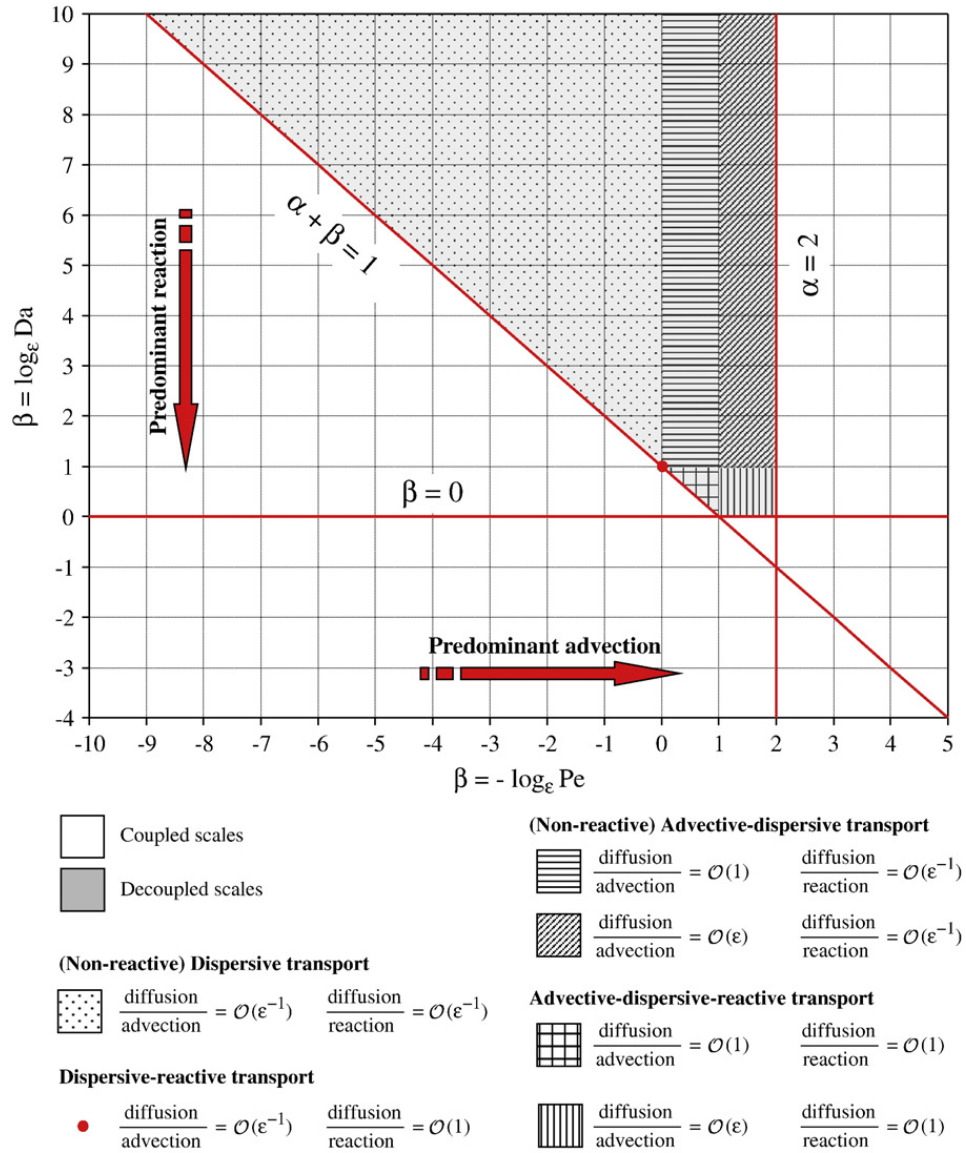 10
9
8
7
6
5
4
3
2
1
0
-1
-2
-3
-4
β = log_ε Da
Predominant reaction
α + β = 1
α = 2
β = 0
Predominant advection
-10 -9 -8 -7 -6 -5 -4 -3 -2 -1 0 1 2 3 4 5
β = - log_ε Pe
Coupled scales
Decoupled scales
(Non-reactive) Dispersive transport
diffusion/advection = O(ε⁻¹) diffusion/reaction = O(ε⁻¹)
Dispersive-reactive transport
diffusion/advection = O(ε⁻¹) diffusion/reaction = O(1)
(Non-reactive) Advective-dispersive transport
diffusion/advection = O(1) diffusion/reaction = O(ε⁻¹)
diffusion/advection = O(ε) diffusion/reaction = O(ε⁻¹)
Advective-dispersive-reactive transport
diffusion/advection = O(1) diffusion/reaction = O(1)
diffusion/advection = O(ε) diffusion/reaction = O(1)